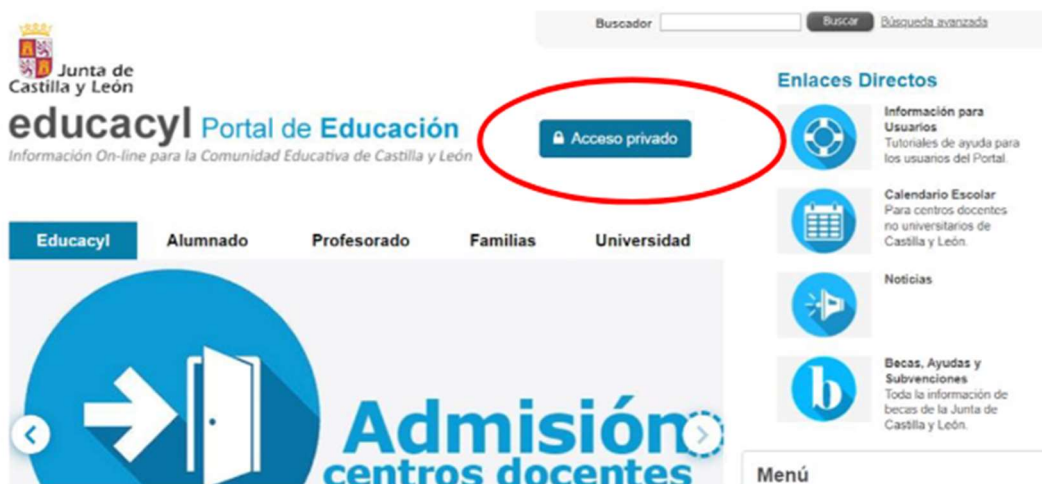 Buscador
Buscar
Búsqueda avanzada
Junta de
Castilla y León
educacyl Portal de Educación
Información On-line para la Comunidad Educativa de Castilla y León
Acceso privado
Educacyl
Alumnado
Profesorado
Familias
Universidad
Admisión
centros docentes
Enlaces Directos
Información para
Usuarios
Tutoriales de ayuda para
los usuarios del Portal.
Calendario Escolar
Para centros docentes
no universitarios de
Castilla y León.
Noticias
b
Becas, Ayudas y
Subvenciones
Toda la información de
becas de la Junta de
Castilla y León.
Menú